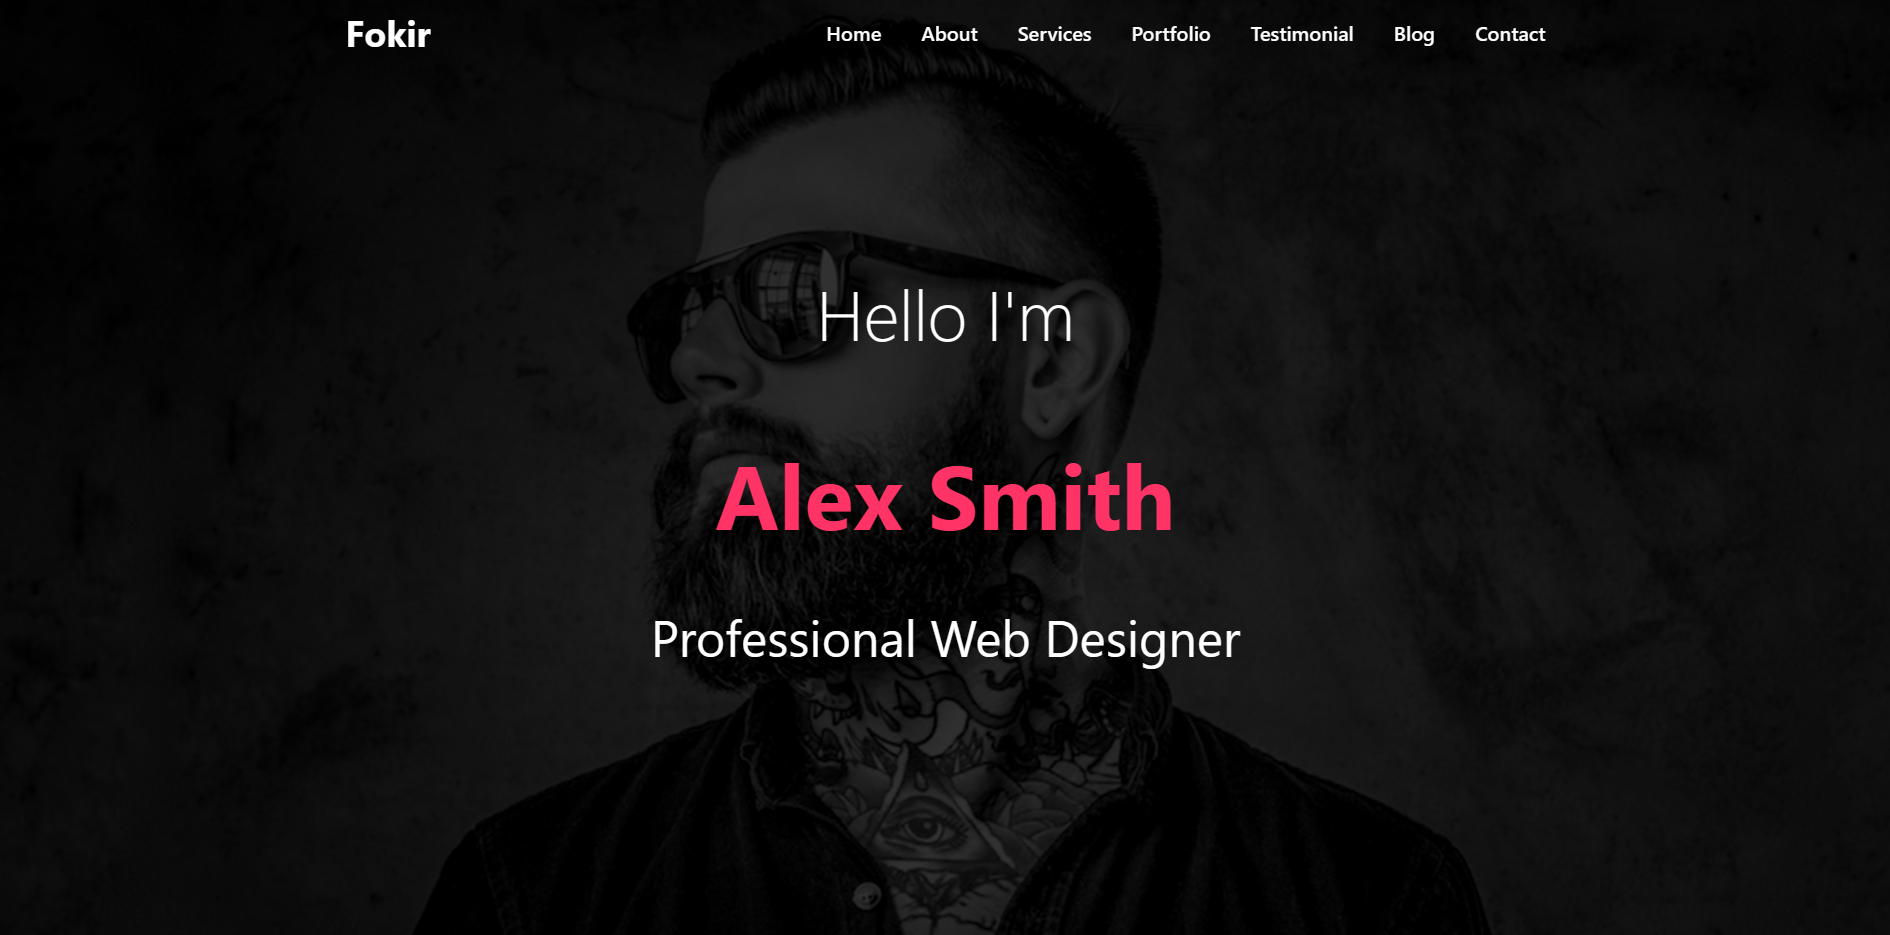 Fokir
Home About Services Portfolio Testimonial Blog Contact
Hello I'm
Alex Smith
Professional Web Designer